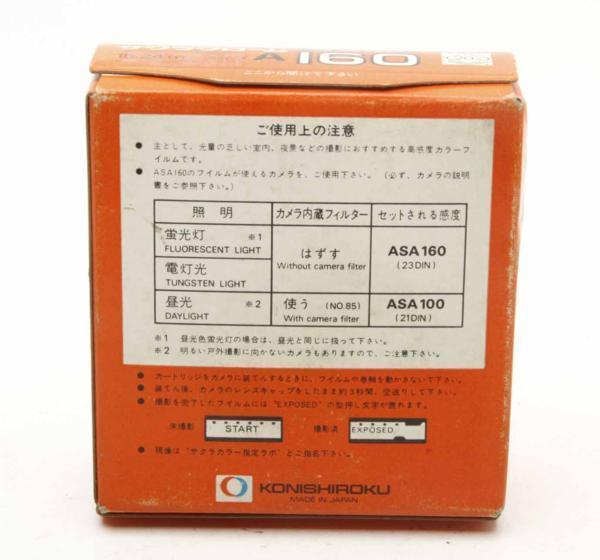 A160
ここから開けて下さい
ご使用上の注意
● 主として、光量の乏しい室内、夜景などの撮影におすすめする高感度カラーフ
イルムです。
● ASA160のフイルムが使えるカメラを、ご使用下さい。 (必ず、カメラの説明
書をご参照下さい。)
照明 カメラ内蔵フィルター セットされる感度
蛍光灯 ※1
FLUORESCENT LIGHT
電灯光
TUNGSTEN LIGHT
はずす
Without camera filter
ASA160
(23DIN)
昼光 ※2
DAYLIGHT
使う (NO.85)
With camera filter
ASA100
(21DIN)
※1 昼光色蛍光灯の場合は、昼光と同じに扱って下さい。
※2 明るい戸外撮影に向かないカメラもありますので、ご注意下さい。
● カートリッジをカメラに装てんするときに、フイルムや巻軸を動かさないで下さい。
● 装てん後、カメラのレンズキャップをしたまま約3秒間、空送りして下さい。
● 撮影を完了したフイルムには"EXPOSED"の型押し文字が表れます。
未撮影 START 撮影済 EXPOSED
● 現像は"サクラカラー指定ラボ"とご指名下さい。
KONISHIROKU
MADE IN JAPAN